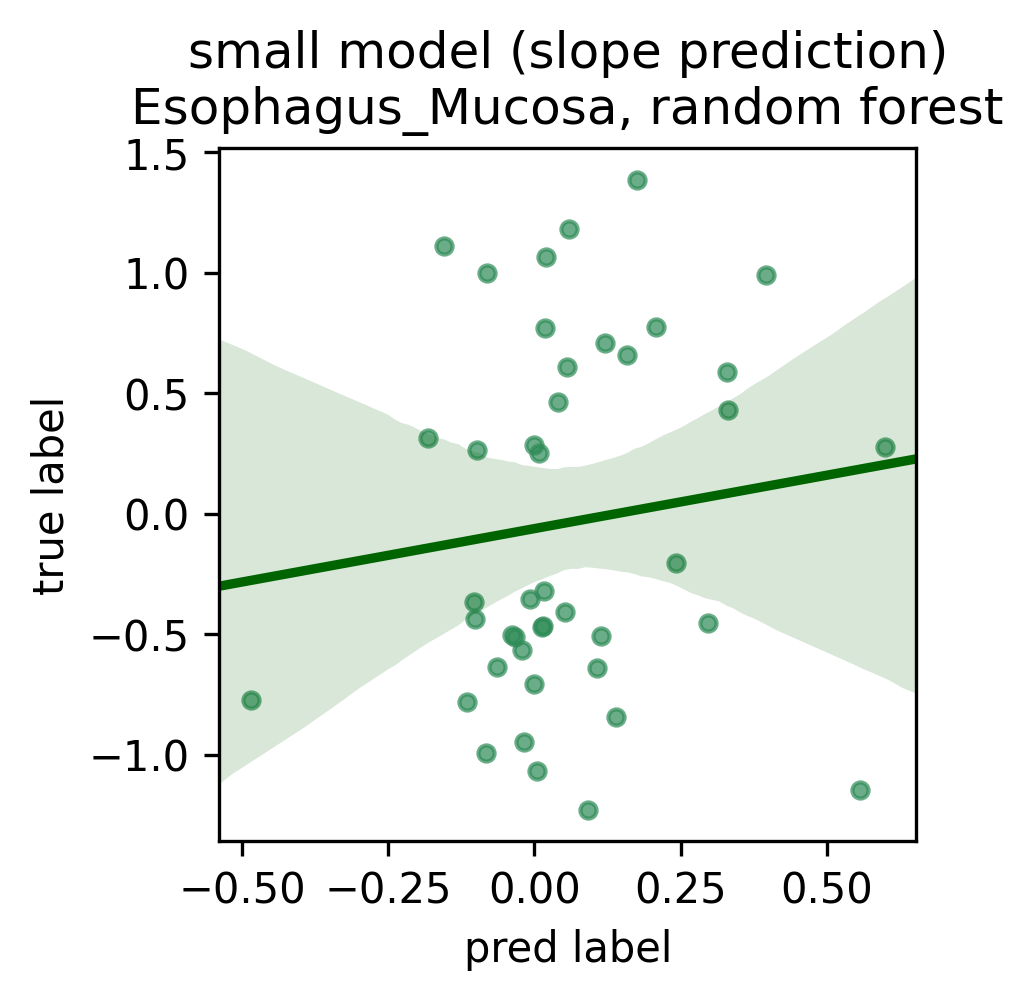 small model (slope prediction)
Esophagus_Mucosa, random forest
1.5
1.0
0.5
0.0
−0.5
−1.0
true label
−0.50 −0.25 0.00 0.25 0.50
pred label